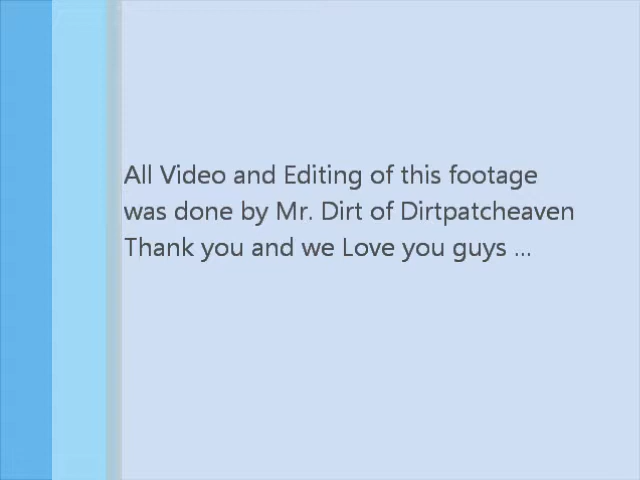 All Video and Editing of this footage
was done by Mr. Dirt of Dirtpatcheaven
Thank you and we Love you guys ...